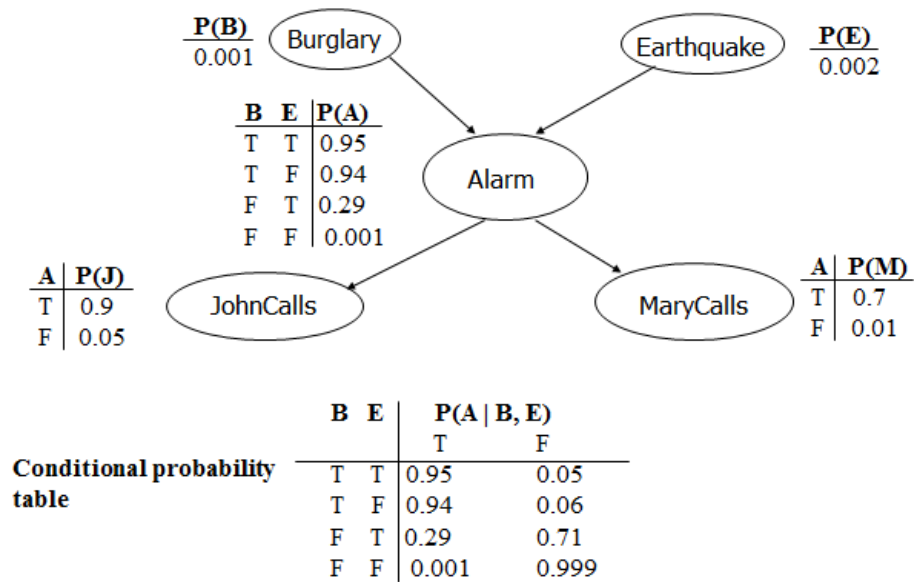 P(B)
0.001
Burglary
Earthquake
P(E)
0.002
B E P(A)
T T 0.95
T F 0.94
F T 0.29
F F 0.001
Alarm
A P(J)
T 0.9
F 0.05
JohnCalls
MaryCalls
A P(M)
T 0.7
F 0.01
Conditional probability
table
B E P(A | B, E)
T F
T T 0.95 0.05
T F 0.94 0.06
F T 0.29 0.71
F F 0.001 0.999